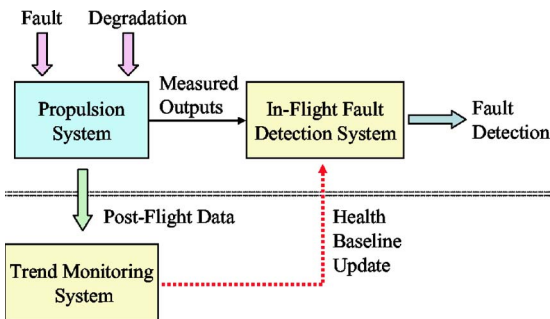 Fault
Degradation
Propulsion
System
Measured
Outputs
In-Flight Fault
Detection System
Fault
Detection
Post-Flight Data
Health
Baseline
Update
Trend Monitoring
System